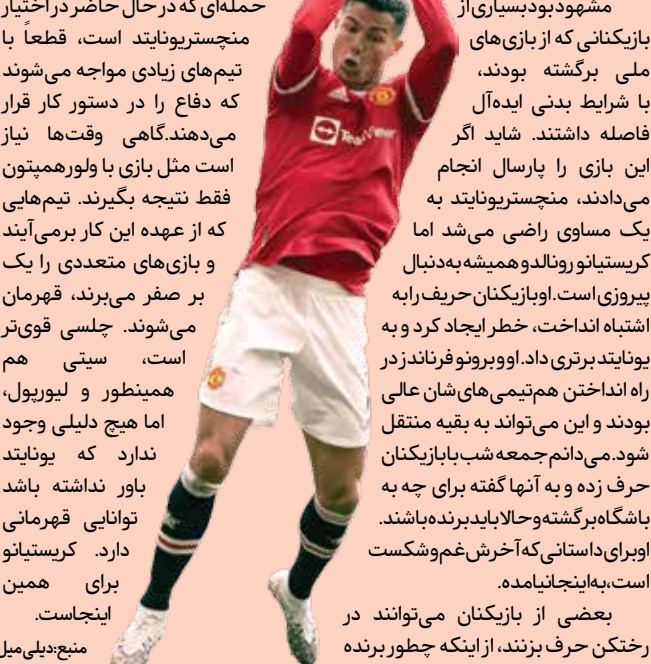 مشهود بود بسیاری از
بازیکنانی که از بازی‌های
ملی برگشته بودند،
با شرایط بدنی ایده‌آل
فاصله داشتند. شاید اگر
این بازی را پارسال انجام
می‌دادند، منچستریونایتد به
یک مساوی راضی می‌شد اما
کریستیانو رونالدو همیشه به‌دنبال
پیروزی است. او بازیکنان حریف را به
اشتباه انداخت، خطر ایجاد کرد و به
یونایتد برتری داد. او و برونو فرناندز در
راه انداختن هم‌تیمی‌های‌شان عالی
بودند و این می‌تواند به بقیه منتقل
شود. می‌دانم جمعه شب با بازیکنان
حرف زده و به آنها گفته برای چه به
باشگاه برگشته و حالا باید برنده باشند.
او برای داستانی که آخرش غم و شکست
است، به اینجا نیامده.
بعضی از بازیکنان می‌توانند در
رختکن حرف بزنند، از اینکه چطور برنده
حمله‌ای که در حال حاضر در اختیار
منچستریونایتد است، قطعاً با
تیم‌های زیادی مواجه می‌شوند
که دفاع را در دستور کار قرار
می‌دهند. گاهی وقت‌ها نیاز
است مثل بازی با ولورهمپتون
فقط نتیجه بگیرند. تیم‌هایی
که از عهده این کار برمی‌آیند
و بازی‌های متعددی را یک
بر صفر می‌برند، قهرمان
می‌شوند. چلسی قوی‌تر
است، سیتی هم
همینطور و لیورپول،
اما هیچ دلیلی وجود
ندارد که یونایتد
باور نداشته باشد
توانایی قهرمانی
دارد. کریستیانو
برای همین
اینجاست.
منبع: دیلی میل
TeamViewer